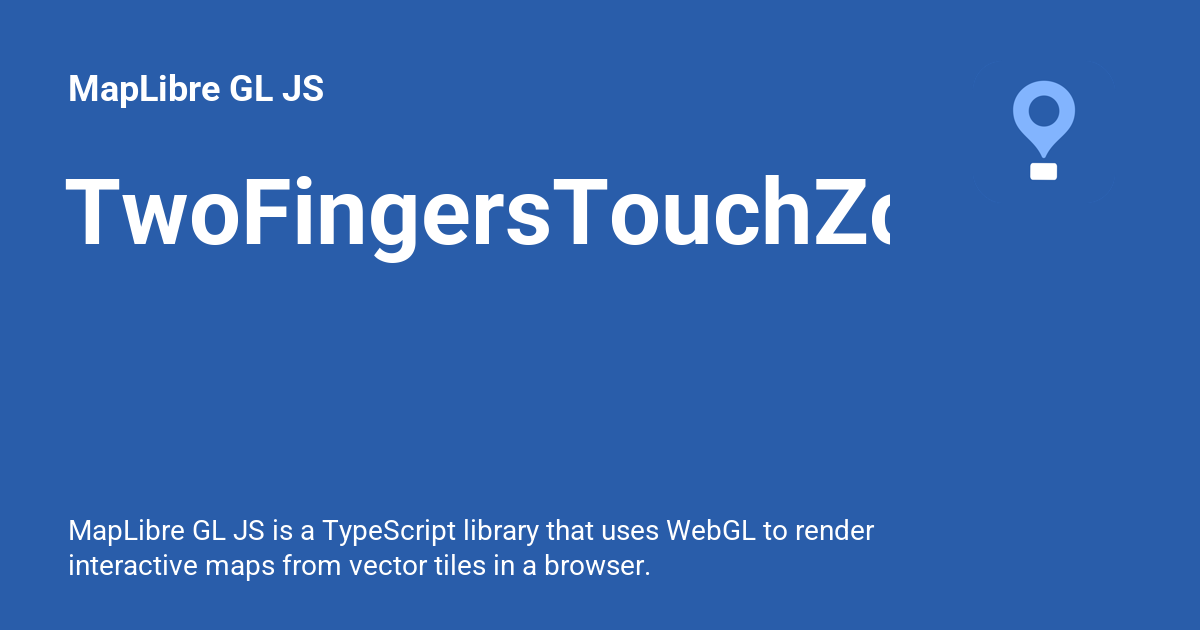 MapLibre GL JS
TwoFingersTouchZo
MapLibre GL JS is a TypeScript library that uses WebGL to render
interactive maps from vector tiles in a browser.